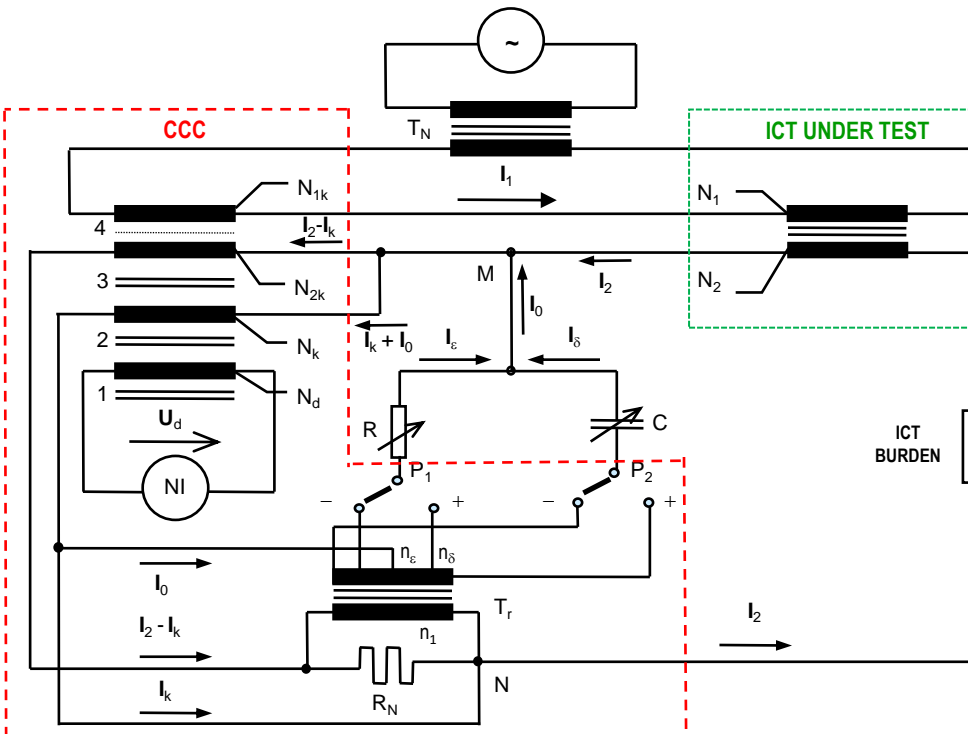 ~
CCC
T_N
ICT UNDER TEST
I_1
N_1k
N_1
4
I_2-I_k
M
I_2
N_2
3
N_2k
I_0
2
N_k
I_k + I_0
I_ε
I_δ
1
N_d
U_d
R
C
ICT
BURDEN
NI
P_1
P_2
−
+
−
+
n_ε
n_δ
I_0
T_r
I_2 - I_k
n_1
I_2
I_k
R_N
N